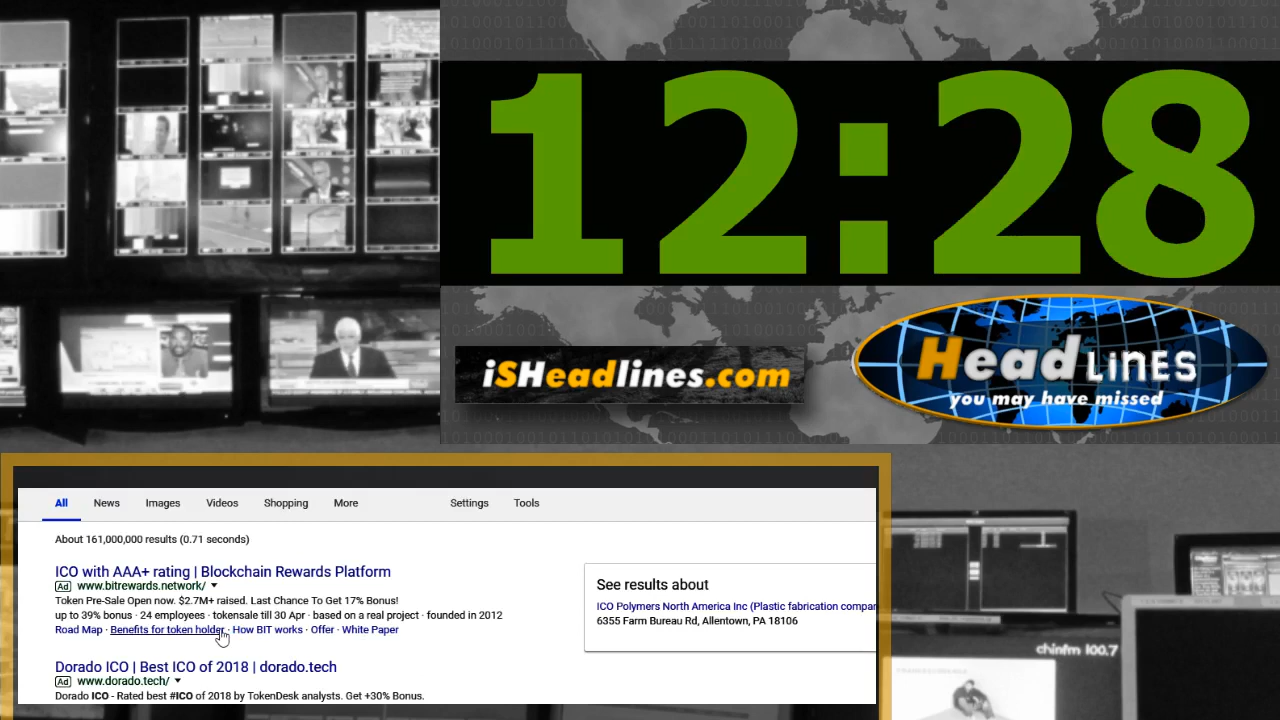 12:28
iSHeadlines.com
HeadLINES
you may have missed
All News Images Videos Shopping More Settings Tools
About 161,000,000 results (0.71 seconds)
ICO with AAA+ rating | Blockchain Rewards Platform
Ad www.bitrewards.network/
Token Pre-Sale Open now. $2.7M+ raised. Last Chance To Get 17% Bonus!
up to 39% bonus · 24 employees · tokensale till 30 Apr · based on a real project · founded in 2012
Road Map · Benefits for token holder · How BIT works · Offer · White Paper
Dorado ICO | Best ICO of 2018 | dorado.tech
Ad www.dorado.tech/
Dorado ICO - Rated best #ICO of 2018 by TokenDesk analysts. Get +30% Bonus.
See results about
ICO Polymers North America Inc (Plastic fabrication compan
6355 Farm Bureau Rd, Allentown, PA 18106
chinfm 100.7